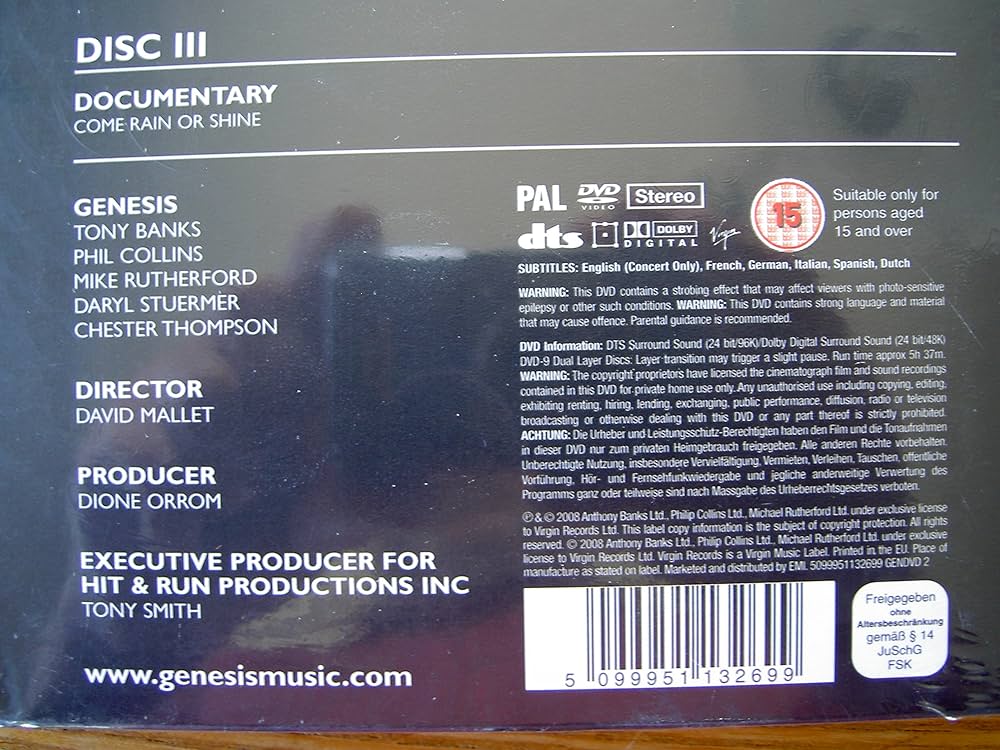 DISC III
DOCUMENTARY
COME RAIN OR SHINE
GENESIS
TONY BANKS
PHIL COLLINS
MIKE RUTHERFORD
DARYL STUERMER
CHESTER THOMPSON
DIRECTOR
DAVID MALLET
PRODUCER
DIONE ORROM
EXECUTIVE PRODUCER FOR
HIT & RUN PRODUCTIONS INC
TONY SMITH
www.genesismusic.com
PAL DVD VIDEO Stereo
dts DOLBY DIGITAL Virgin
15
Suitable only for
persons aged
15 and over
SUBTITLES: English (Concert Only), French, German, Italian, Spanish, Dutch
WARNING: This DVD contains a strobing effect that may affect viewers with photo-sensitive
epilepsy or other such conditions. WARNING: This DVD contains strong language and material
that may cause offence. Parental guidance is recommended.
DVD Information: DTS Surround Sound (24 bit/96K)/Dolby Digital Surround Sound (24 bit/48K)
DVD-9 Dual Layer Discs: Layer transition may trigger a slight pause. Run time approx 5h 37m.
WARNING: The copyright proprietors have licensed the cinematograph film and sound recordings
contained in this DVD for private home use only. Any unauthorised use including copying, editing,
exhibiting renting, hiring, lending, exchanging, public performance, diffusion, radio or television
broadcasting or otherwise dealing with this DVD or any part thereof is strictly prohibited.
ACHTUNG: Die Urheber und Leistungsschutz-Berechtigten haben den Film und die Tonaufnahmen
in dieser DVD nur zum privaten Heimgebrauch freigegeben. Alle anderen Rechte vorbehalten.
Unberechtigte Nutzung, insbesondere Vervielfältigung, Vermieten, Verleihen, Tauschen, öffentliche
Vorführung, Hör- und Fernsehfunkwiedergabe und jegliche anderweitige Verwertung des
Programms ganz oder teilweise sind nach Massgabe des Urheberrechtsgesetzes verboten.
℗ & © 2008 Anthony Banks Ltd., Philip Collins Ltd., Michael Rutherford Ltd. under exclusive license
to Virgin Records Ltd. This label copy information is the subject of copyright protection. All rights
reserved. © 2008 Anthony Banks Ltd., Philip Collins Ltd., Michael Rutherford Ltd. under exclusive
license to Virgin Records Ltd. Virgin Records is a Virgin Music Label. Printed in the EU. Place of
manufacture as stated on label. Marketed and distributed by EMI. 5099951132699 GENDVD 2
5 099951 132699
Freigegeben
ohne
Altersbeschränkung
gemäß § 14
JuSchG
FSK